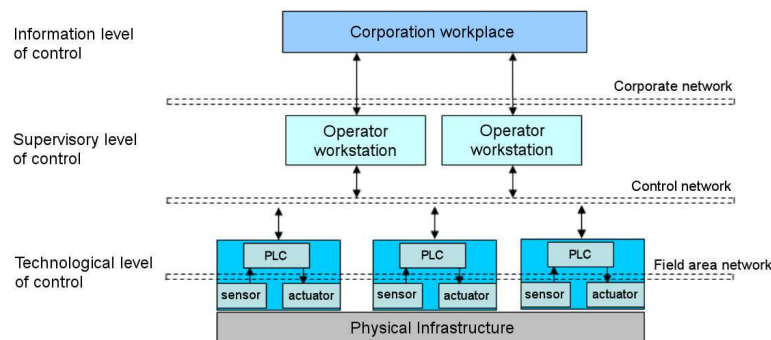 Information level
of control
Corporation workplace
Corporate network
Supervisory level
of control
Operator
workstation
Operator
workstation
Control network
Technological level
of control
PLC
sensor
actuator
PLC
sensor
actuator
PLC
sensor
actuator
Field area network
Physical Infrastructure